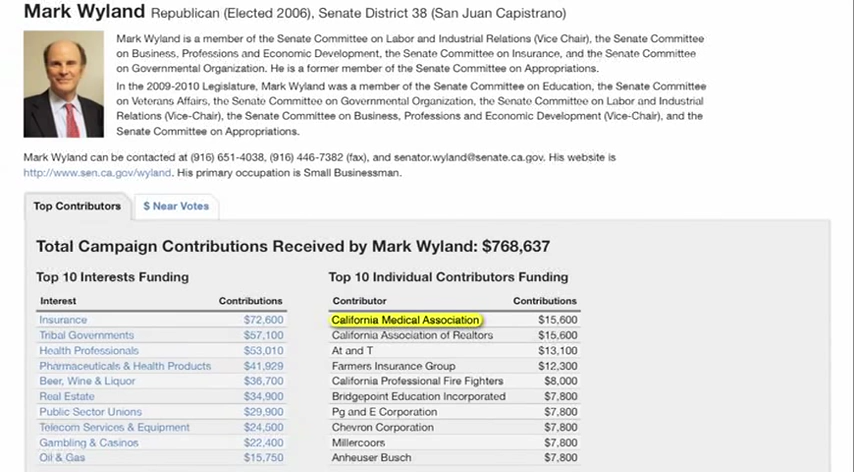 Mark Wyland Republican (Elected 2006), Senate District 38 (San Juan Capistrano)
Mark Wyland is a member of the Senate Committee on Labor and Industrial Relations (Vice Chair), the Senate Committee
on Business, Professions and Economic Development, the Senate Committee on Insurance, and the Senate Committee
on Governmental Organization. He is a former member of the Senate Committee on Appropriations.
In the 2009-2010 Legislature, Mark Wyland was a member of the Senate Committee on Education, the Senate Committee
on Veterans Affairs, the Senate Committee on Governmental Organization, the Senate Committee on Labor and Industrial
Relations (Vice-Chair), the Senate Committee on Business, Professions and Economic Development (Vice-Chair), and the
Senate Committee on Appropriations.
Mark Wyland can be contacted at (916) 651-4038, (916) 446-7382 (fax), and senator.wyland@senate.ca.gov. His website is
http://www.sen.ca.gov/wyland. His primary occupation is Small Businessman.
Top Contributors $ Near Votes
Total Campaign Contributions Received by Mark Wyland: $768,637
Top 10 Interests Funding
Interest Contributions
Insurance $72,600
Tribal Governments $57,100
Health Professionals $53,010
Pharmaceuticals & Health Products $41,929
Beer, Wine & Liquor $36,700
Real Estate $34,900
Public Sector Unions $29,900
Telecom Services & Equipment $24,500
Gambling & Casinos $22,400
Oil & Gas $15,750
Top 10 Individual Contributors Funding
Contributor Contributions
California Medical Association $15,600
California Association of Realtors $15,600
At and T $13,100
Farmers Insurance Group $12,300
California Professional Fire Fighters $8,000
Bridgepoint Education Incorporated $7,800
Pg and E Corporation $7,800
Chevron Corporation $7,800
Millercoors $7,800
Anheuser Busch $7,800